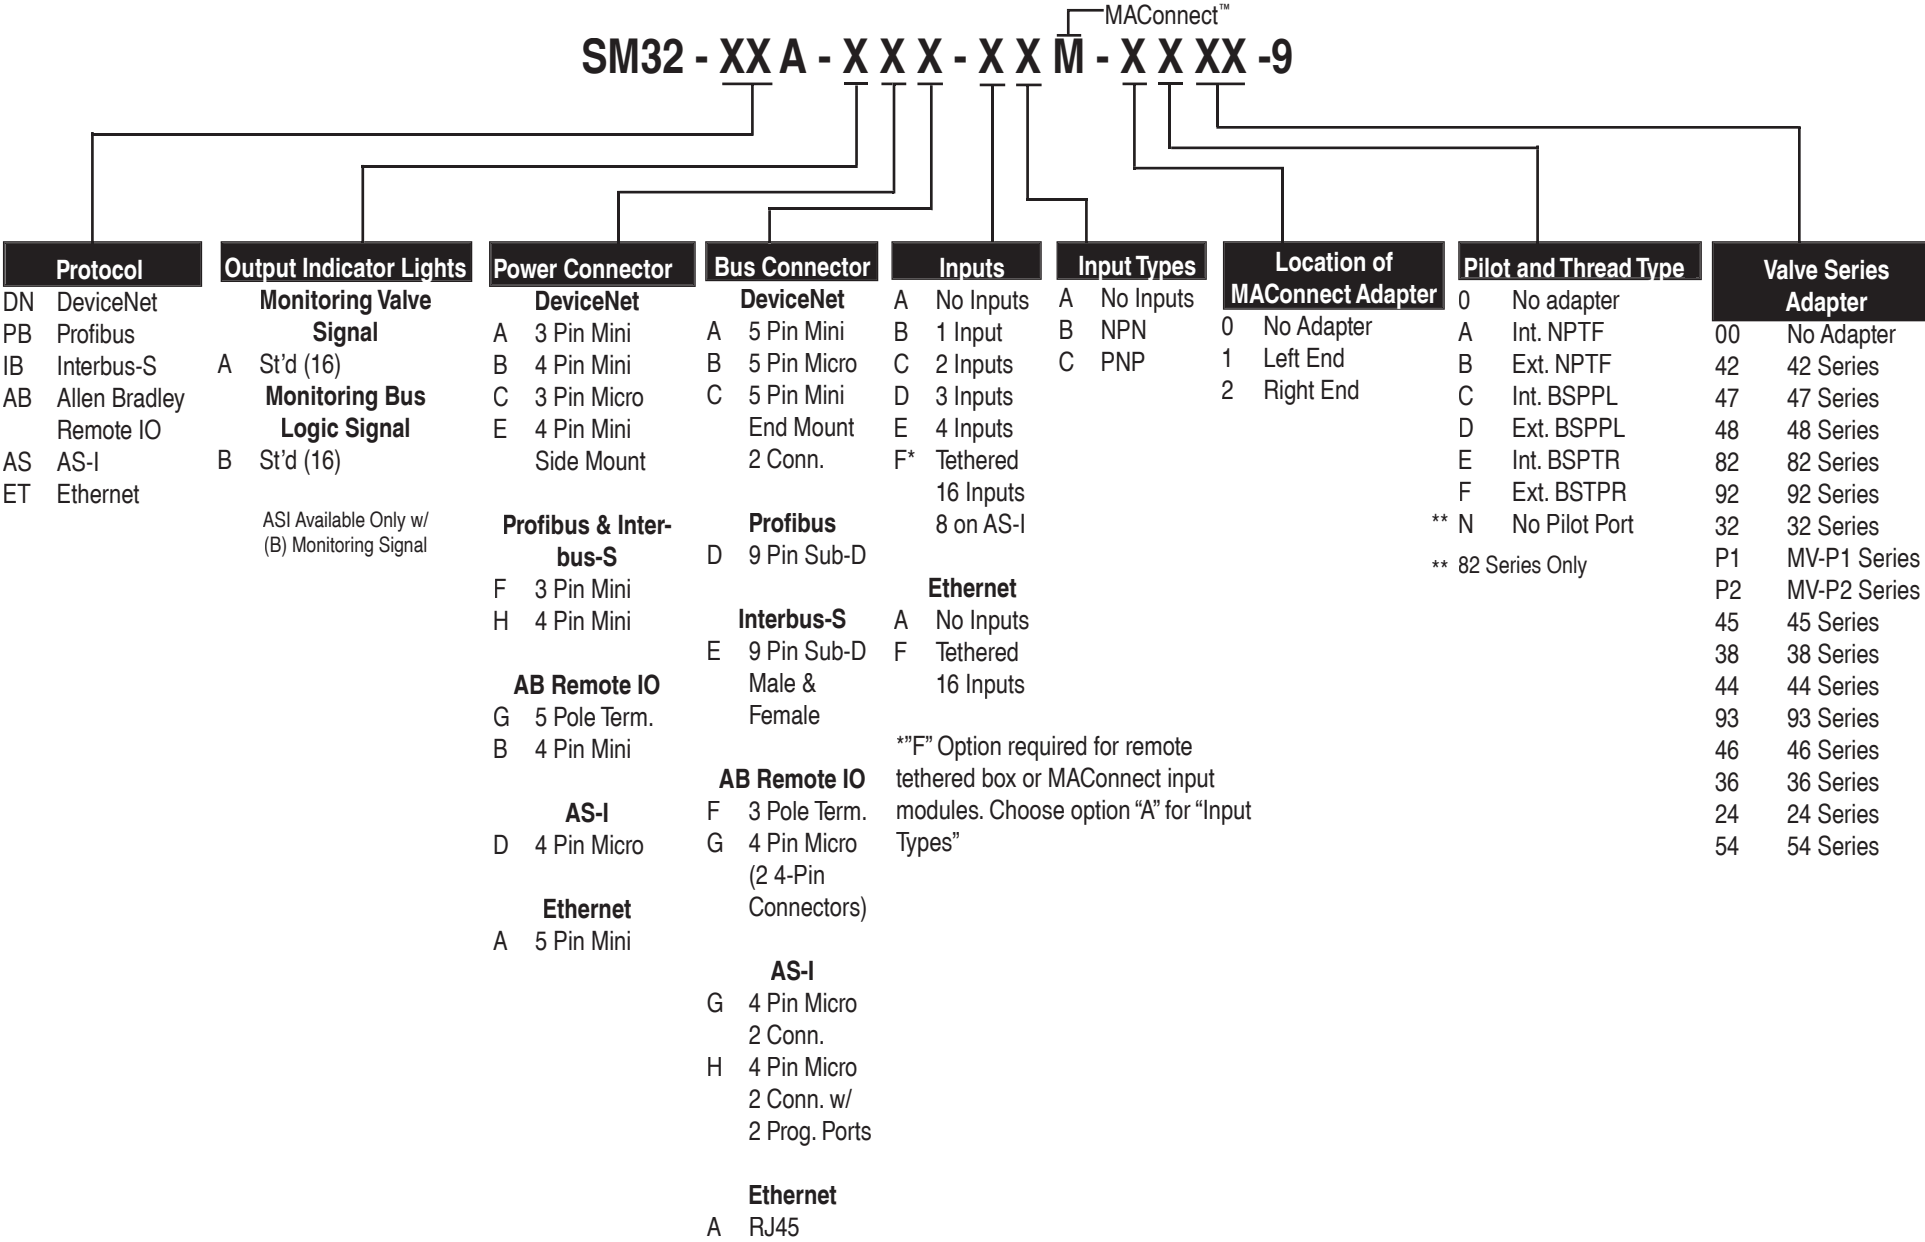 MAConnect™
SM32 - XX A - X X X - X X M - X X XX -9
Protocol
DN DeviceNet
PB Profibus
IB Interbus-S
AB Allen Bradley
Remote IO
AS AS-I
ET Ethernet
Output Indicator Lights
Monitoring Valve
Signal
A St'd (16)
Monitoring Bus
Logic Signal
B St'd (16)
ASI Available Only w/
(B) Monitoring Signal
Power Connector
DeviceNet
A 3 Pin Mini
B 4 Pin Mini
C 3 Pin Micro
E 4 Pin Mini
Side Mount
Profibus & Inter-
bus-S
F 3 Pin Mini
H 4 Pin Mini
AB Remote IO
G 5 Pole Term.
B 4 Pin Mini
AS-I
D 4 Pin Micro
Ethernet
A 5 Pin Mini
Bus Connector
DeviceNet
A 5 Pin Mini
B 5 Pin Micro
C 5 Pin Mini
End Mount
2 Conn.
Profibus
D 9 Pin Sub-D
Interbus-S
E 9 Pin Sub-D
Male &
Female
AB Remote IO
F 3 Pole Term.
G 4 Pin Micro
(2 4-Pin
Connectors)
AS-I
G 4 Pin Micro
2 Conn.
H 4 Pin Micro
2 Conn. w/
2 Prog. Ports
Ethernet
A RJ45
Inputs
A No Inputs
B 1 Input
C 2 Inputs
D 3 Inputs
E 4 Inputs
F* Tethered
16 Inputs
8 on AS-I
Ethernet
A No Inputs
F Tethered
16 Inputs
*"F" Option required for remote
tethered box or MAConnect input
modules. Choose option “A” for “Input
Types”
Input Types
A No Inputs
B NPN
C PNP
Location of
MAConnect Adapter
0 No Adapter
1 Left End
2 Right End
Pilot and Thread Type
0 No adapter
A Int. NPTF
B Ext. NPTF
C Int. BSPPL
D Ext. BSPPL
E Int. BSPTR
F Ext. BSTPR
** N No Pilot Port
** 82 Series Only
Valve Series
Adapter
00 No Adapter
42 42 Series
47 47 Series
48 48 Series
82 82 Series
92 92 Series
32 32 Series
P1 MV-P1 Series
P2 MV-P2 Series
45 45 Series
38 38 Series
44 44 Series
93 93 Series
46 46 Series
36 36 Series
24 24 Series
54 54 Series